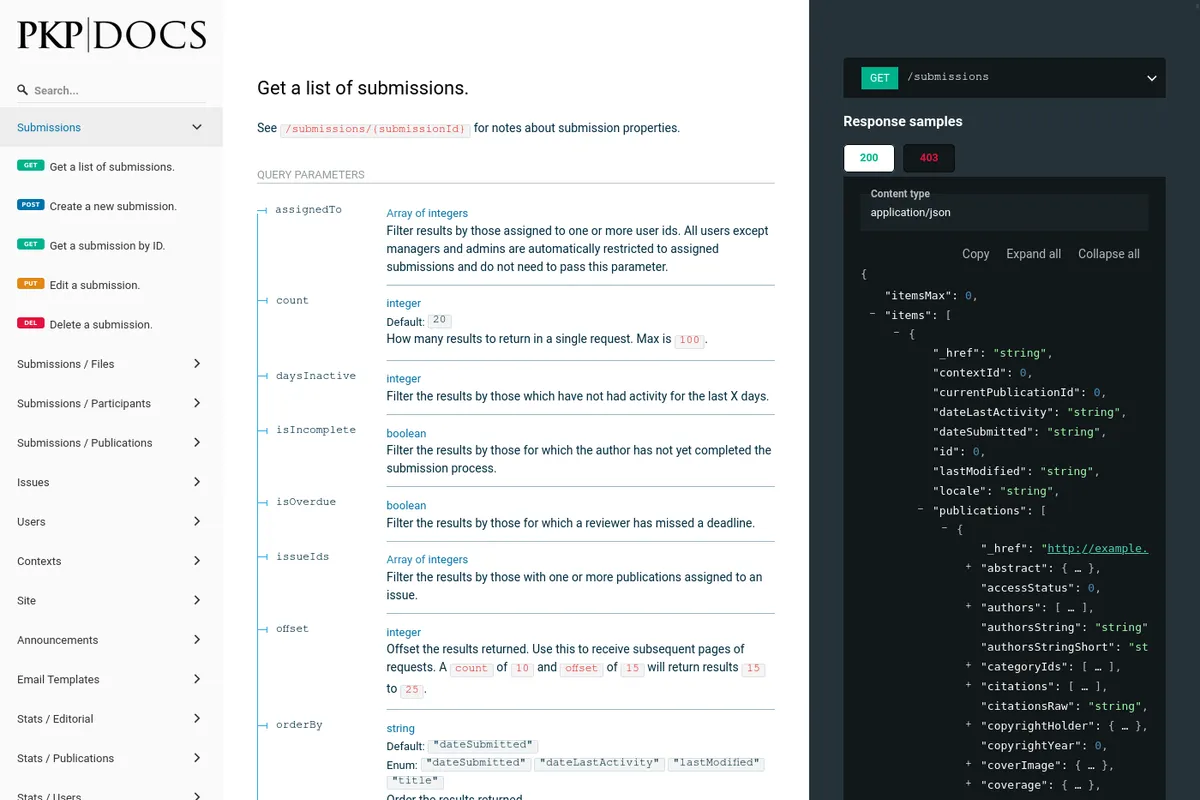 PKP|DOCS
Search...
Submissions
GET Get a list of submissions.
POST Create a new submission.
GET Get a submission by ID.
PUT Edit a submission.
DEL Delete a submission.
Submissions / Files
Submissions / Participants
Submissions / Publications
Issues
Users
Contexts
Site
Announcements
Email Templates
Stats / Editorial
Stats / Publications
Stats / Users
Get a list of submissions.
See /submissions/{submissionId} for notes about submission properties.
QUERY PARAMETERS
assignedTo
Array of integers
Filter results by those assigned to one or more user ids. All users except
managers and admins are automatically restricted to assigned
submissions and do not need to pass this parameter.
count
integer
Default: 20
How many results to return in a single request. Max is 100.
daysInactive
integer
Filter the results by those which have not had activity for the last X days.
isIncomplete
boolean
Filter the results by those for which the author has not yet completed the
submission process.
isOverdue
boolean
Filter the results by those for which a reviewer has missed a deadline.
issueIds
Array of integers
Filter the results by those with one or more publications assigned to an
issue.
offset
integer
Offset the results returned. Use this to receive subsequent pages of
requests. A count of 10 and offset of 15 will return results 15
to 25.
orderBy
string
Default: "dateSubmitted"
Enum: "dateSubmitted" "dateLastActivity" "lastModified"
"title"
Order the results returned.
GET /submissions
Response samples
200 403
Content type
application/json
Copy Expand all Collapse all
{
"itemsMax": 0,
- "items": [
- {
"_href": "string",
"contextId": 0,
"currentPublicationId": 0,
"dateLastActivity": "string",
"dateSubmitted": "string",
"id": 0,
"lastModified": "string",
"locale": "string",
- "publications": [
- {
"_href": "http://example.
+ "abstract": { … },
"accessStatus": 0,
+ "authors": [ … ],
"authorsString": "string"
"authorsStringShort": "st
+ "categoryIds": [ … ],
+ "citations": [ … ],
"citationsRaw": "string",
+ "copyrightHolder": { … },
"copyrightYear": 0,
+ "coverImage": { … },
+ "coverage": { … },